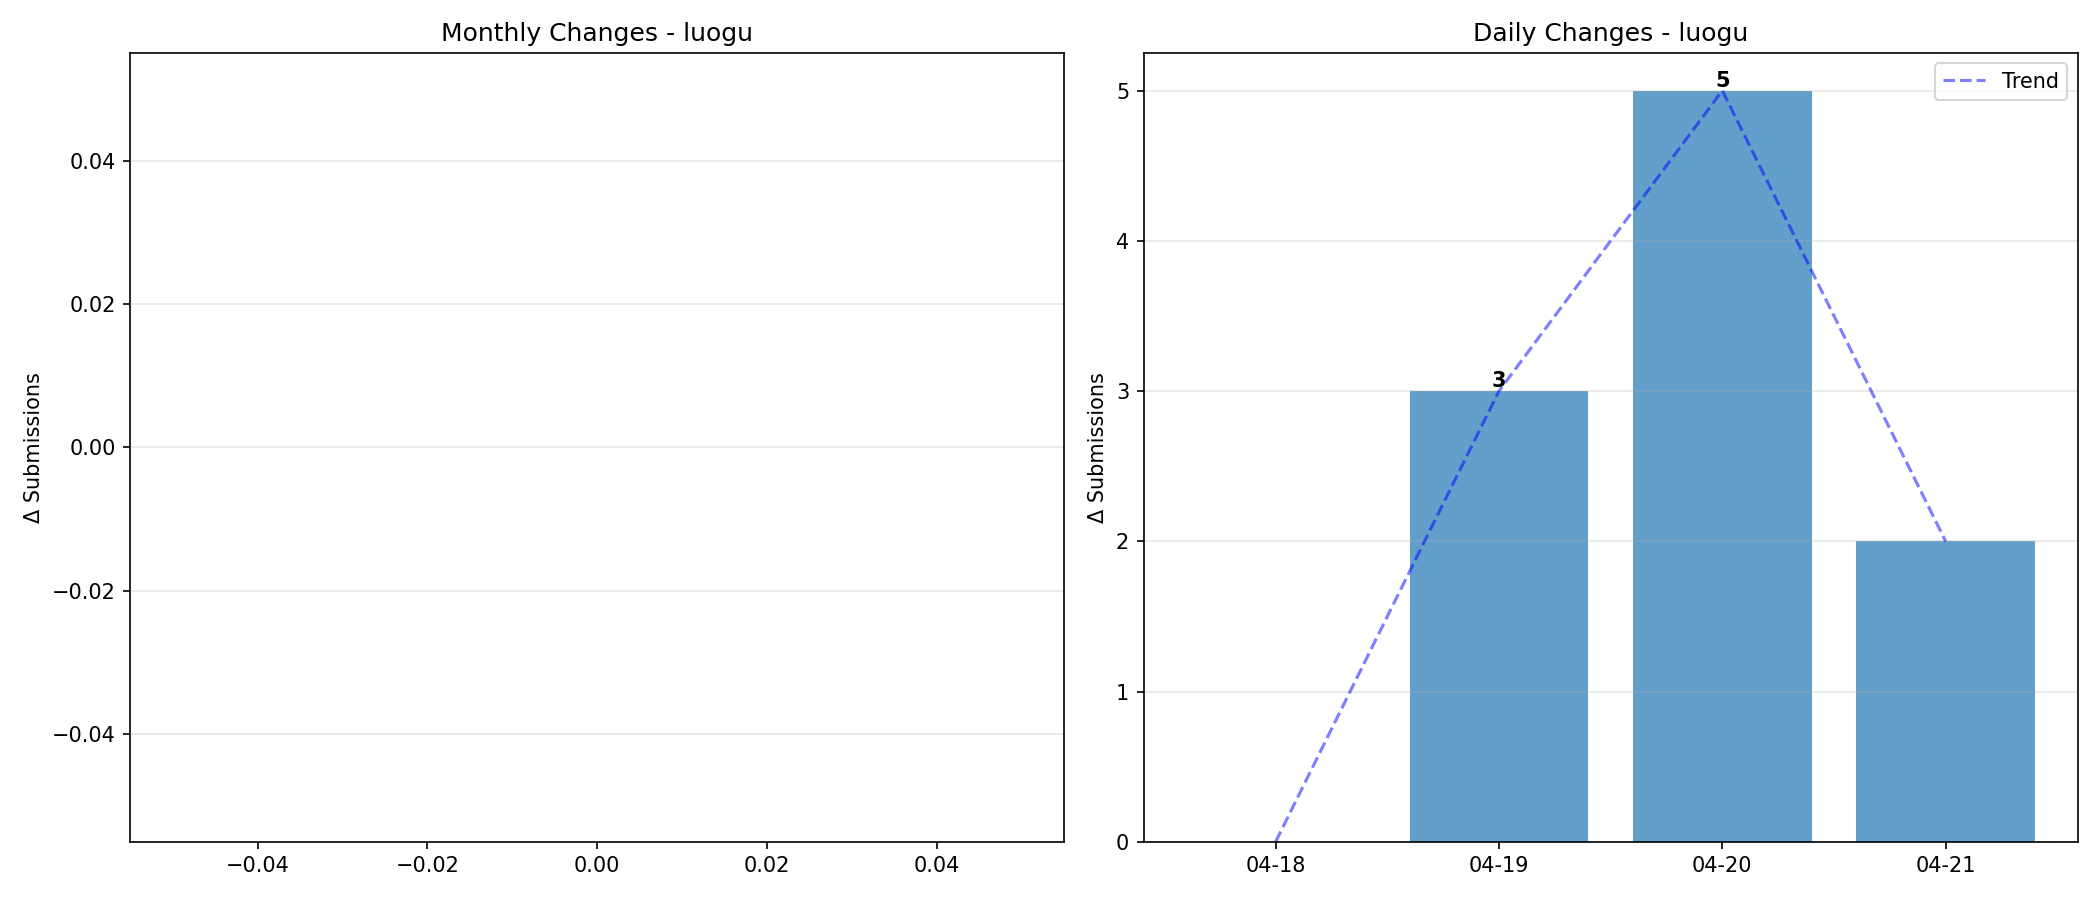 Monthly Changes - luogu
Δ Submissions
0.04
0.02
0.00
−0.02
−0.04
−0.04 −0.02 0.00 0.02 0.04
Daily Changes - luogu
Δ Submissions
Trend
5
4
3
2
1
0
3
5
04-18 04-19 04-20 04-21